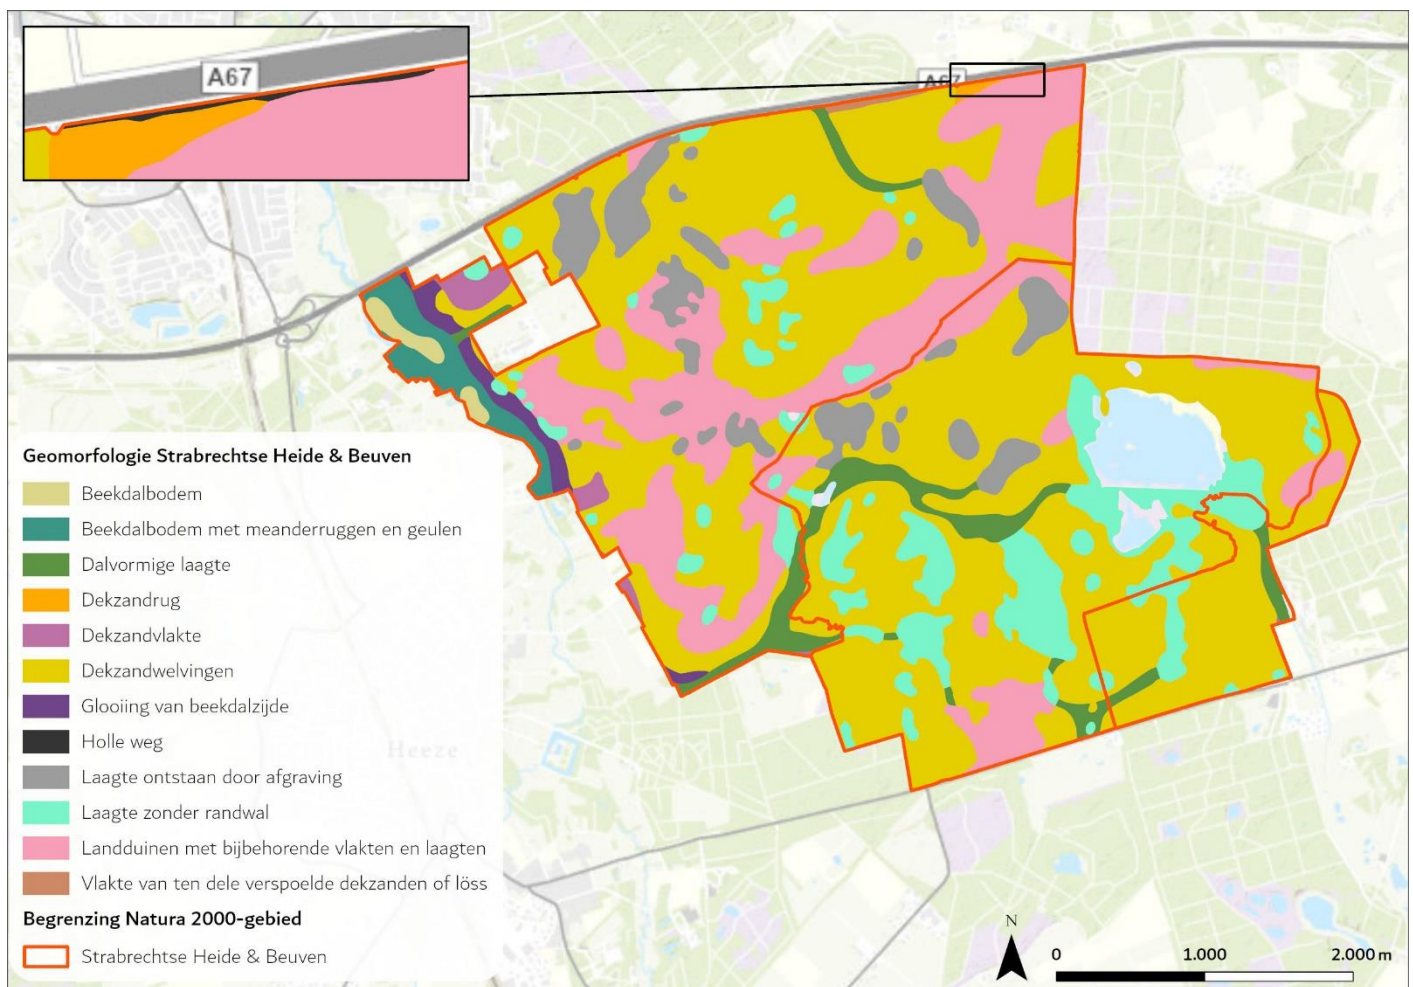 A67
A67
Geomorfologie Strabrechtse Heide & Beuven
Beekdalbodem
Beekdalbodem met meanderruggen en geulen
Dalvormige laagte
Dekzandrug
Dekzandvlakte
Dekzandwelvingen
Glooiing van beekdalzijde
Holle weg
Laagte ontstaan door afgraving
Laagte zonder randwal
Landduinen met bijbehorende vlakten en laagten
Vlakte van ten dele verspoelde dekzanden of löss
Begrenzing Natura 2000-gebied
Strabrechtse Heide & Beuven
Heeze
N
0 1.000 2.000 m